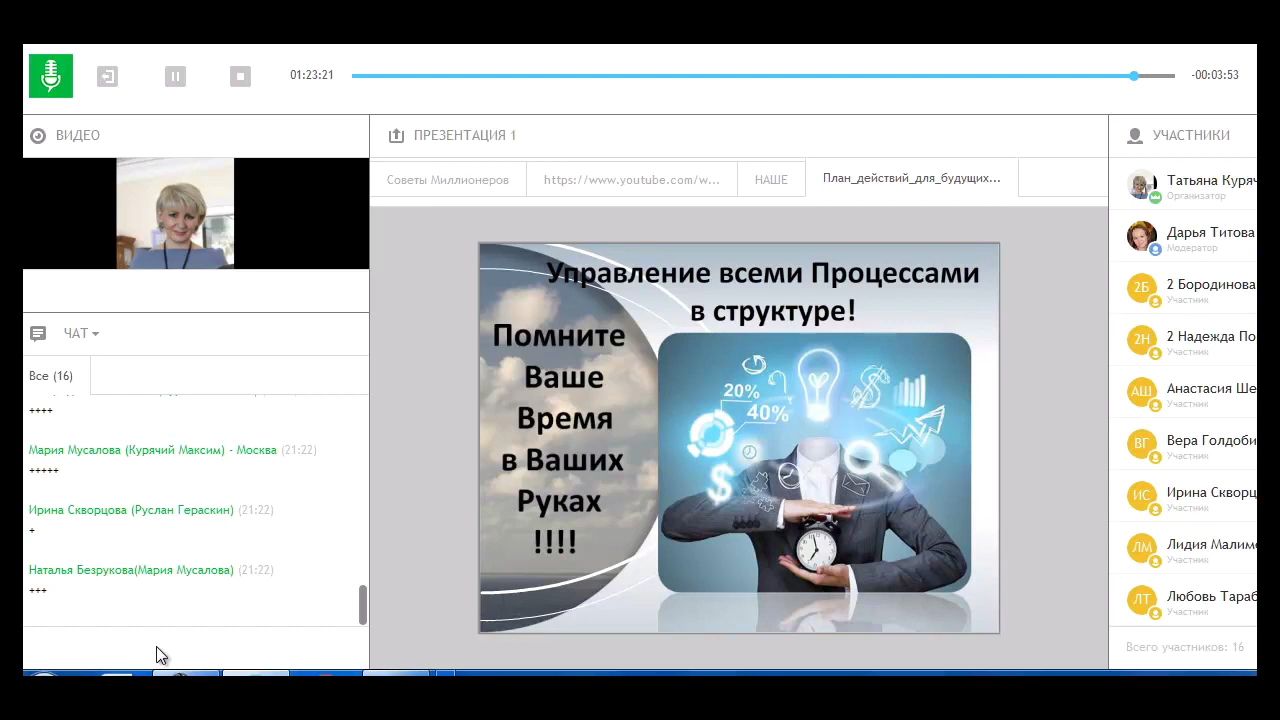 01:23:21
-00:03:53
ВИДЕО
ПРЕЗЕНТАЦИЯ 1
УЧАСТНИКИ
Советы Миллионеров
https://www.youtube.com/w...
НАШЕ
План_действий_для_будущих...
Управление всеми Процессами
в структуре!
Помните
Ваше
Время
в Ваших
Руках
!!!!
20%
40%
ЧАТ
Все (16)
++++
Мария Мусалова (Курячий Максим) - Москва (21:22)
+++++
Ирина Скворцова (Руслан Гераскин) (21:22)
+
Наталья Безрукова(Мария Мусалова) (21:22)
+++
Татьяна Куряч
Организатор
Дарья Титова
Модератор
2Б
2 Бородинова
Участник
2Н
2 Надежда По
Участник
АШ
Анастасия Ше
Участник
ВГ
Вера Голдоби
Участник
ИС
Ирина Скворц
Участник
ЛМ
Лидия Малим
Участник
ЛТ
Любовь Тараб
Участник
Всего участников: 16